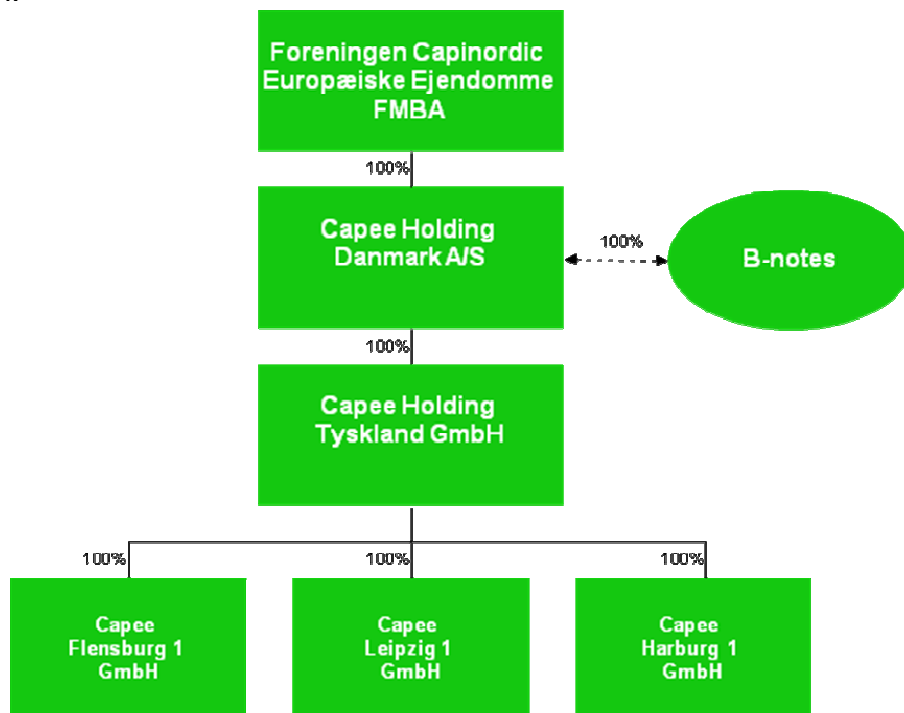 Foreningen Capinordic
Europæiske Ejendomme
FMBA
100%
Capee Holding
Danmark A/S
100%
B-notes
100%
Capee Holding
Tyskland GmbH
100%
100%
100%
Capee
Flensburg 1
GmbH
Capee
Leipzig 1
GmbH
Capee
Harburg 1
GmbH